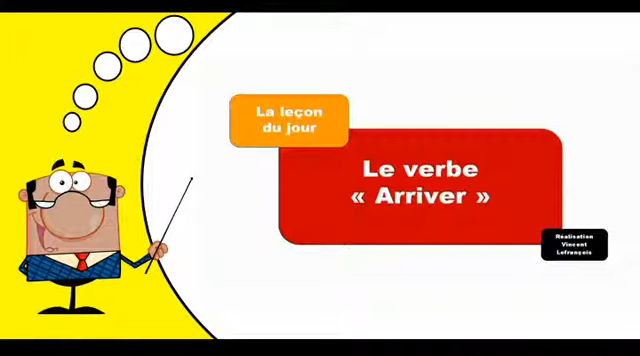 La leçon
du jour
Le verbe
« Arriver »
Réalisation
Vincent
Lefrançois